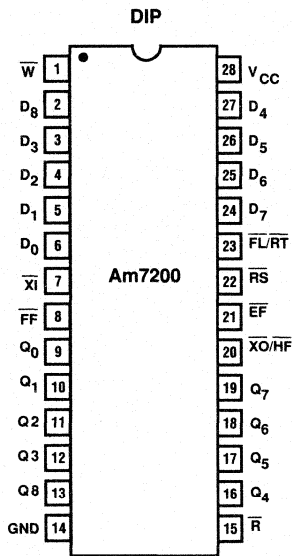 DIP
W̅ 1 28 VCC
D8 2 27 D4
D3 3 26 D5
D2 4 25 D6
D1 5 24 D7
D0 6 23 F̅L̅/R̅T̅
X̅I̅ 7 Am7200 22 R̅S̅
F̅F̅ 8 21 E̅F̅
Q0 9 20 X̅O̅/H̅F̅
Q1 10 19 Q7
Q2 11 18 Q6
Q3 12 17 Q5
Q8 13 16 Q4
GND 14 15 R̅